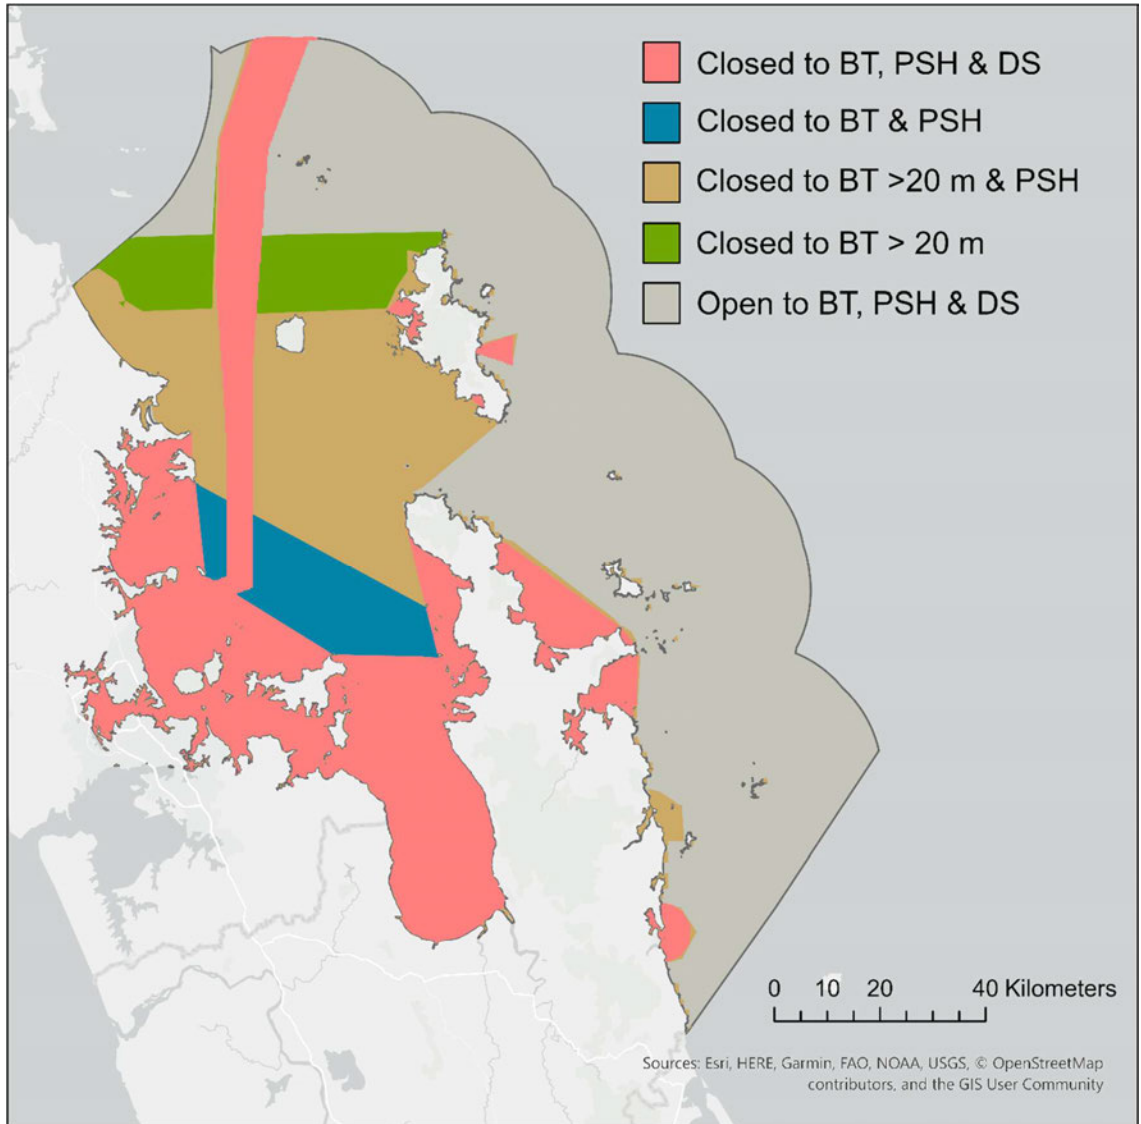 Closed to BT, PSH & DS
Closed to BT & PSH
Closed to BT >20 m & PSH
Closed to BT > 20 m
Open to BT, PSH & DS
0 10 20 40 Kilometers
Sources: Esri, HERE, Garmin, FAO, NOAA, USGS, © OpenStreetMap
contributors, and the GIS User Community